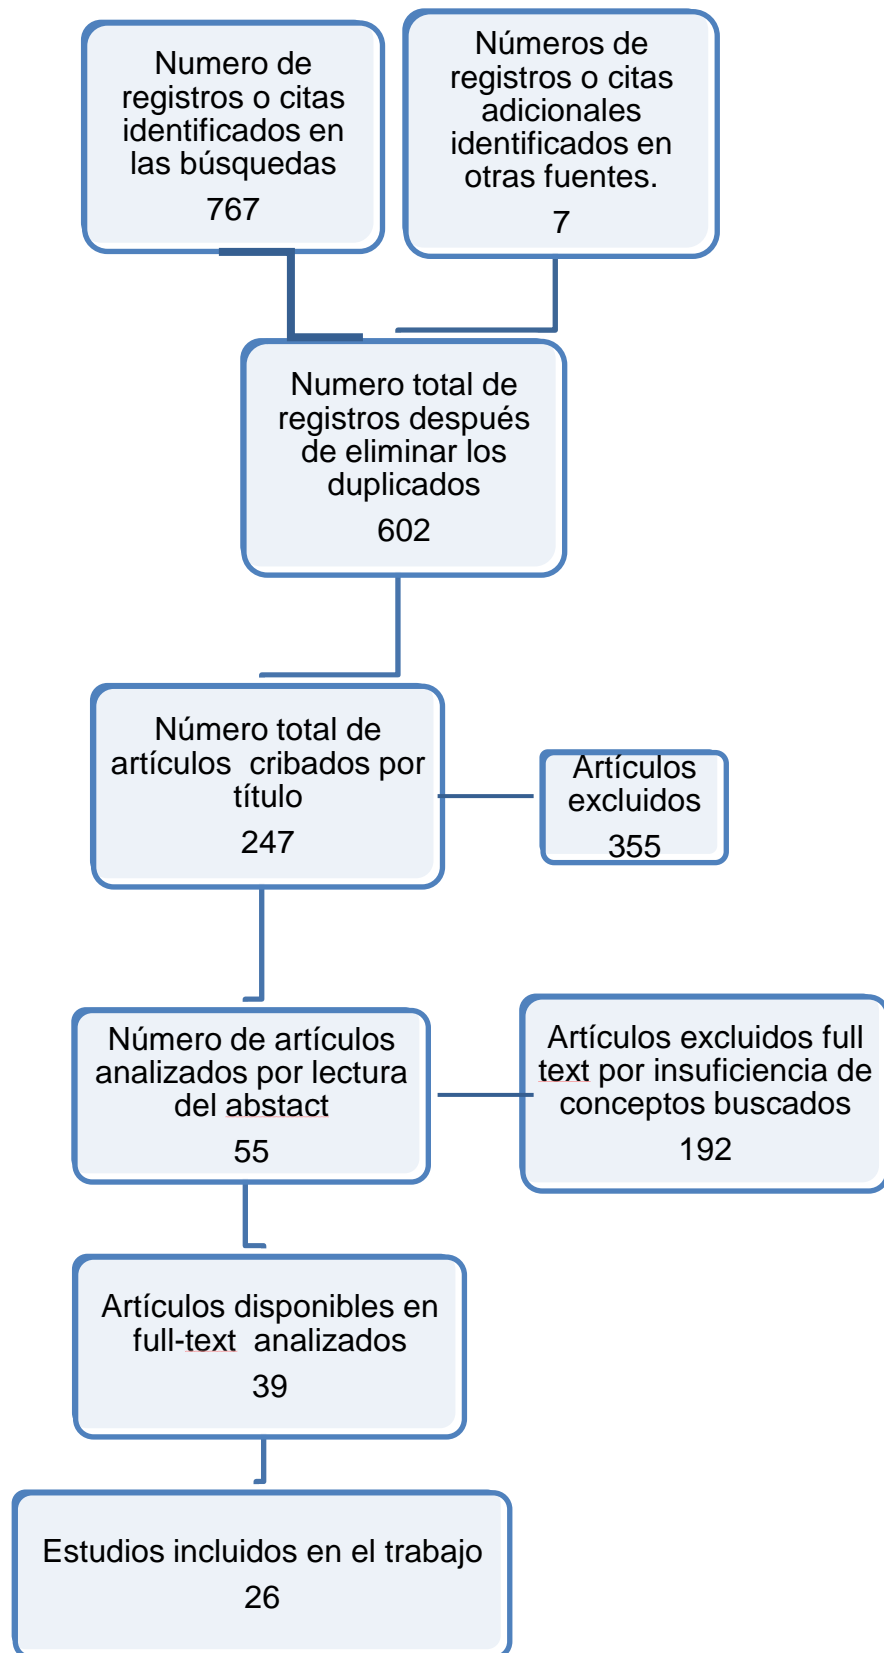 Numero de
registros o citas
identificados en
las búsquedas
767
Números de
registros o citas
adicionales
identificados en
otras fuentes.
7
Numero total de
registros después
de eliminar los
duplicados
602
Número total de
artículos cribados por
título
247
Artículos
excluidos
355
Número de artículos
analizados por lectura
del abstact
55
Artículos excluidos full
text por insuficiencia de
conceptos buscados
192
Artículos disponibles en
full-text analizados
39
Estudios incluidos en el trabajo
26